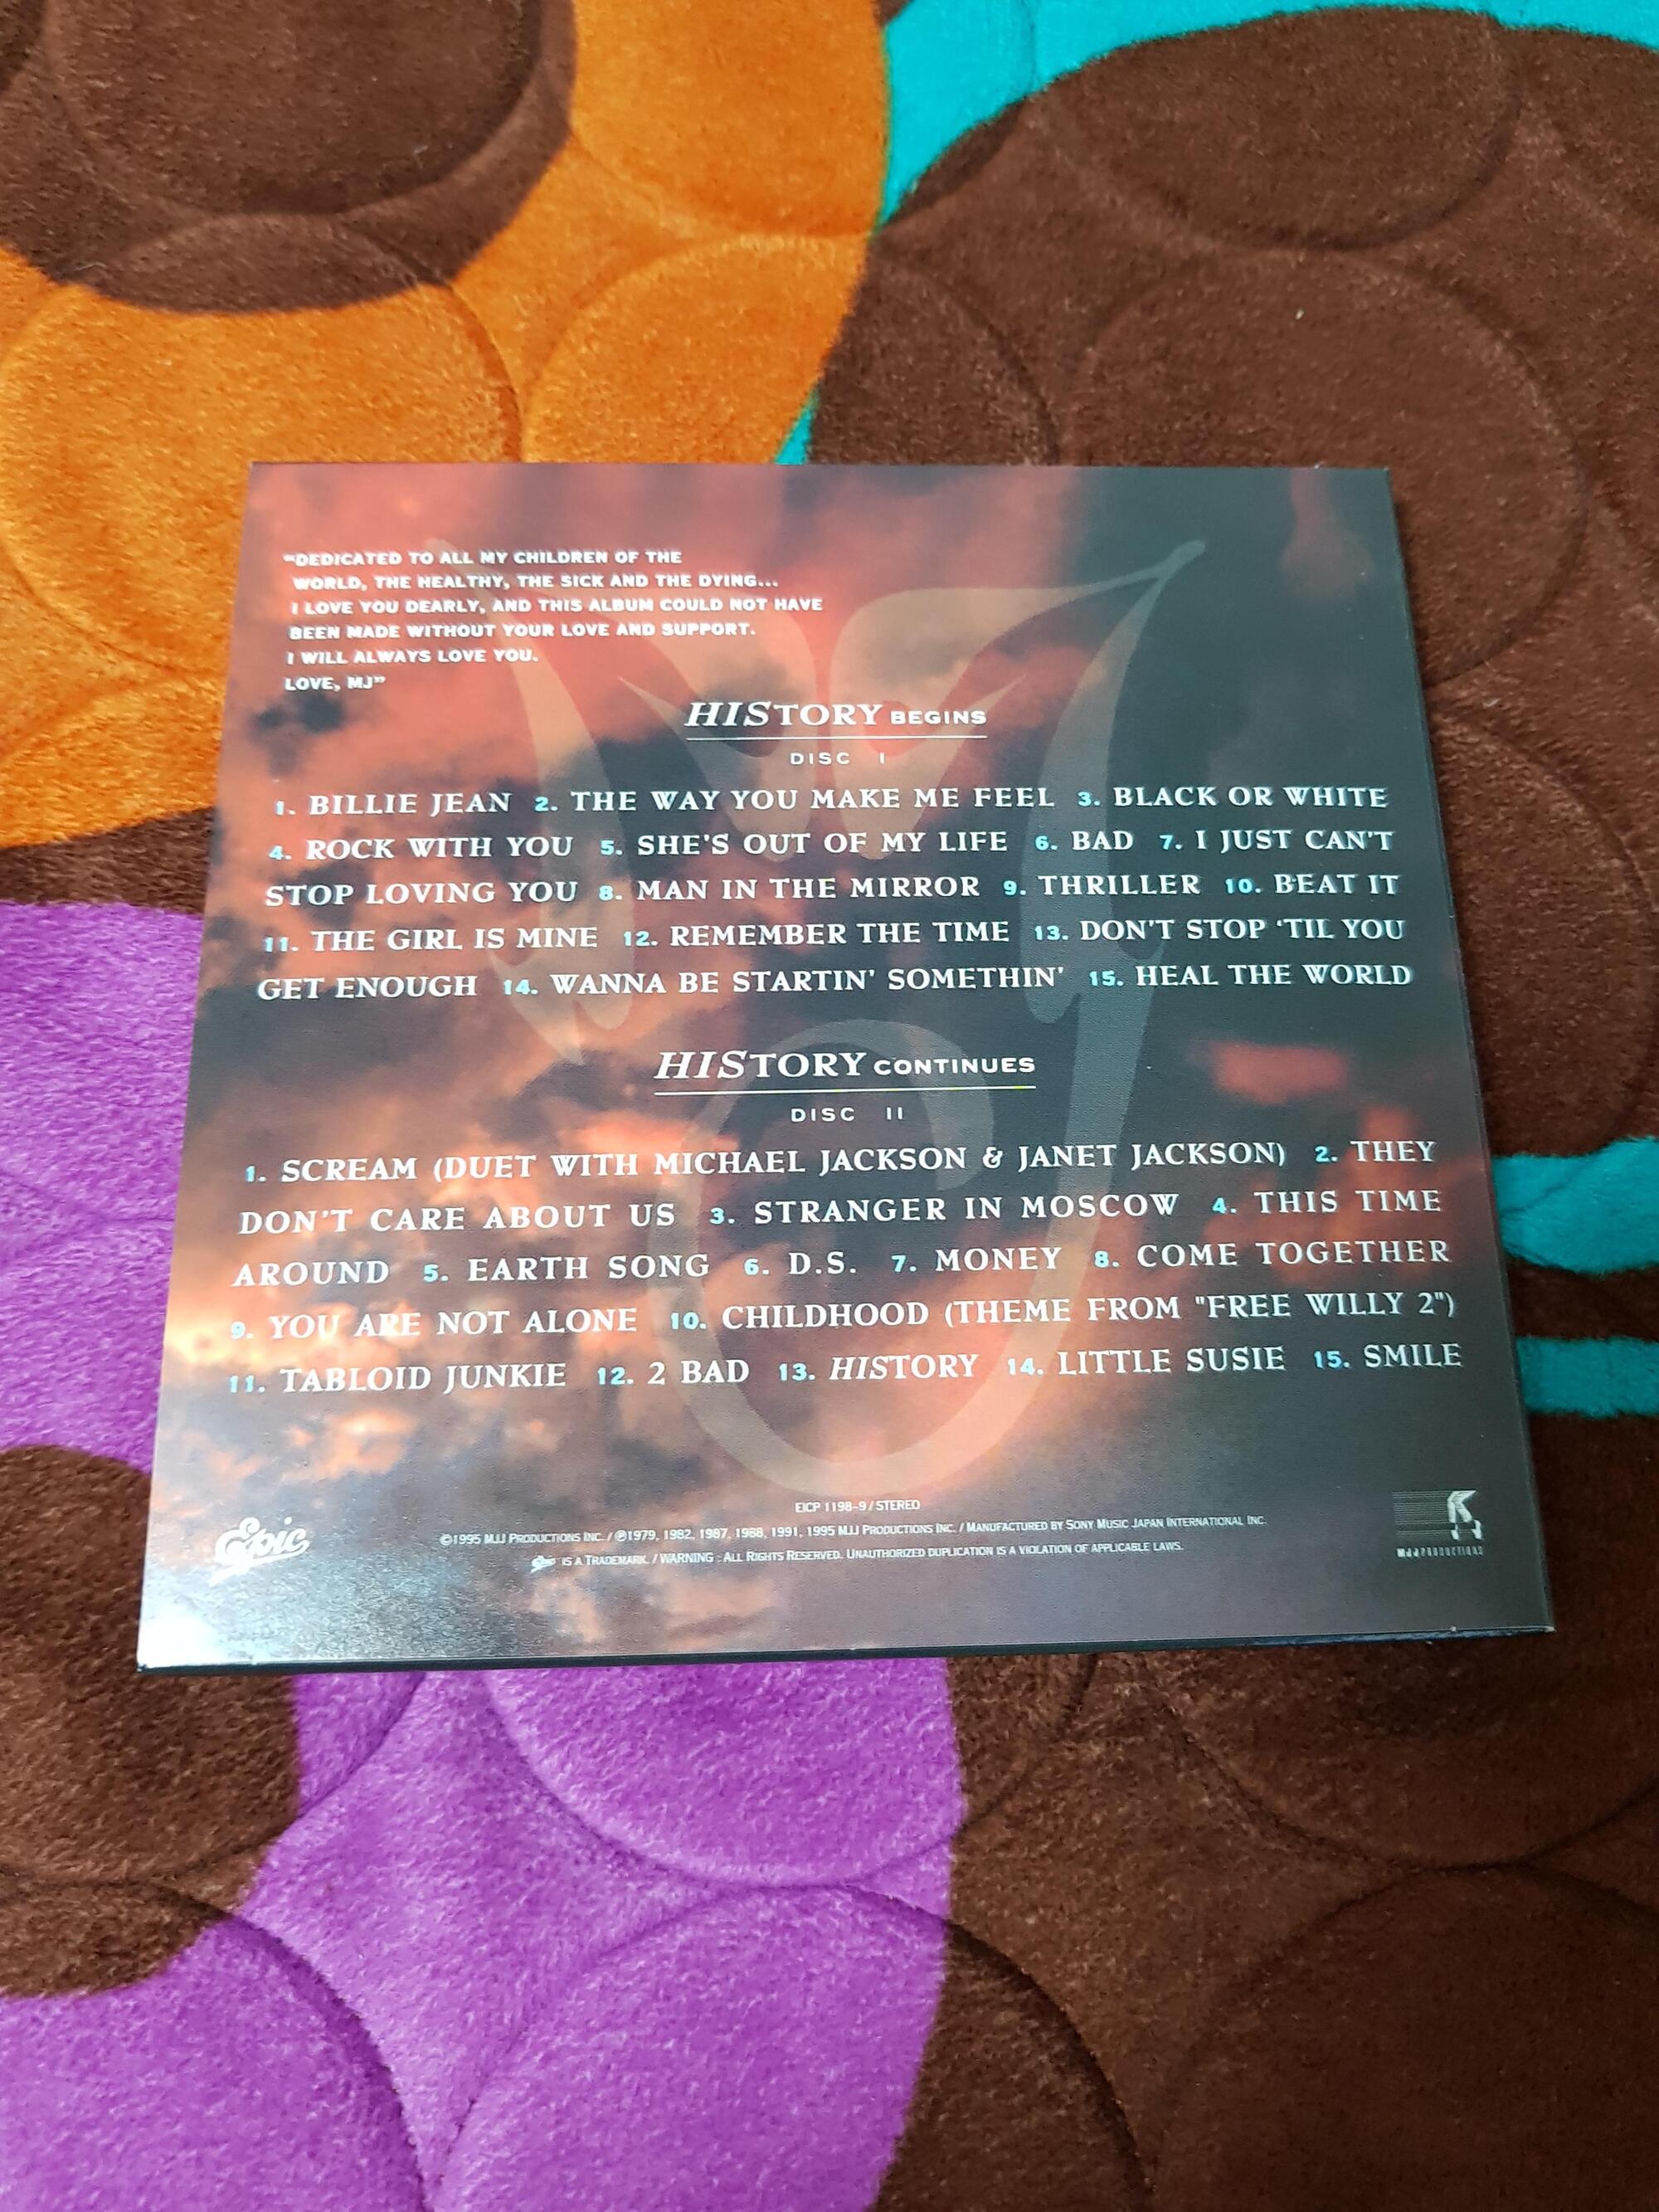 "DEDICATED TO ALL MY CHILDREN OF THE
WORLD, THE HEALTHY, THE SICK AND THE DYING...
I LOVE YOU DEARLY, AND THIS ALBUM COULD NOT HAVE
BEEN MADE WITHOUT YOUR LOVE AND SUPPORT.
I WILL ALWAYS LOVE YOU.
LOVE, MJ"
HISTORY BEGINS
DISC I
1. BILLIE JEAN 2. THE WAY YOU MAKE ME FEEL 3. BLACK OR WHITE
4. ROCK WITH YOU 5. SHE'S OUT OF MY LIFE 6. BAD 7. I JUST CAN'T
STOP LOVING YOU 8. MAN IN THE MIRROR 9. THRILLER 10. BEAT IT
11. THE GIRL IS MINE 12. REMEMBER THE TIME 13. DON'T STOP 'TIL YOU
GET ENOUGH 14. WANNA BE STARTIN' SOMETHIN' 15. HEAL THE WORLD
HISTORY CONTINUES
DISC II
1. SCREAM (DUET WITH MICHAEL JACKSON & JANET JACKSON) 2. THEY
DON'T CARE ABOUT US 3. STRANGER IN MOSCOW 4. THIS TIME
AROUND 5. EARTH SONG 6. D.S. 7. MONEY 8. COME TOGETHER
9. YOU ARE NOT ALONE 10. CHILDHOOD (THEME FROM "FREE WILLY 2")
11. TABLOID JUNKIE 12. 2 BAD 13. HISTORY 14. LITTLE SUSIE 15. SMILE
EICP 1198-9 / STEREO
©1995 MJJ PRODUCTIONS INC. / ℗1979, 1982, 1987, 1988, 1991, 1995 MJJ PRODUCTIONS INC. / MANUFACTURED BY SONY MUSIC JAPAN INTERNATIONAL INC.
Epic IS A TRADEMARK. / WARNING : ALL RIGHTS RESERVED. UNAUTHORIZED DUPLICATION IS A VIOLATION OF APPLICABLE LAWS.
Epic
MJJ PRODUCTIONS